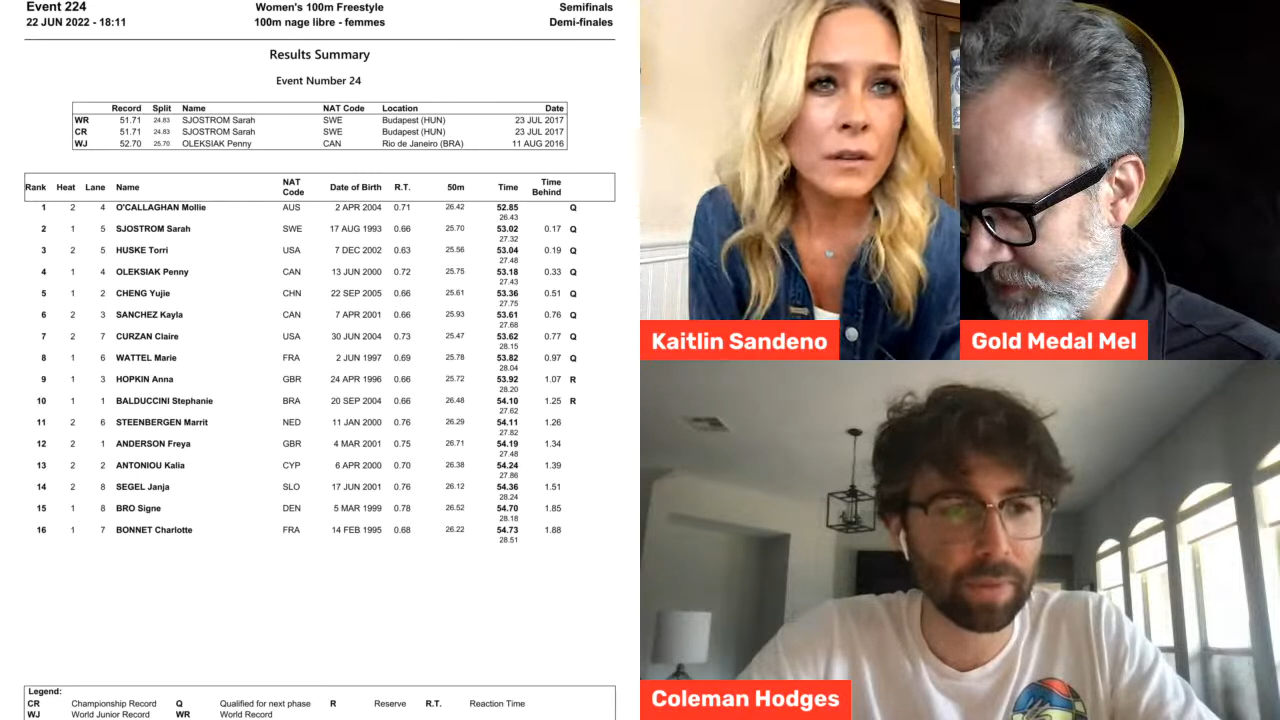 Event 224 Women's 100m Freestyle Semifinals
22 JUN 2022 - 18:11 100m nage libre - femmes Demi-finales
Results Summary
Event Number 24
Record Split Name NAT Code Location Date
WR 51.71 24.83 SJOSTROM Sarah SWE Budapest (HUN) 23 JUL 2017
CR 51.71 24.83 SJOSTROM Sarah SWE Budapest (HUN) 23 JUL 2017
WJ 52.70 25.70 OLEKSIAK Penny CAN Rio de Janeiro (BRA) 11 AUG 2016
Rank Heat Lane Name NAT Code Date of Birth R.T. 50m Time Time Behind
1 2 4 O'CALLAGHAN Mollie AUS 2 APR 2004 0.71 26.42 52.85 Q
26.43
2 1 5 SJOSTROM Sarah SWE 17 AUG 1993 0.66 25.70 53.02 0.17 Q
27.32
3 2 5 HUSKE Torri USA 7 DEC 2002 0.63 25.56 53.04 0.19 Q
27.48
4 1 4 OLEKSIAK Penny CAN 13 JUN 2000 0.72 25.75 53.18 0.33 Q
27.43
5 1 2 CHENG Yujie CHN 22 SEP 2005 0.66 25.61 53.36 0.51 Q
27.75
6 2 3 SANCHEZ Kayla CAN 7 APR 2001 0.66 25.93 53.61 0.76 Q
27.68
7 2 7 CURZAN Claire USA 30 JUN 2004 0.73 25.47 53.62 0.77 Q
28.15
8 1 6 WATTEL Marie FRA 2 JUN 1997 0.69 25.78 53.82 0.97 Q
28.04
9 1 3 HOPKIN Anna GBR 24 APR 1996 0.66 25.72 53.92 1.07 R
28.20
10 1 1 BALDUCCINI Stephanie BRA 20 SEP 2004 0.66 26.48 54.10 1.25 R
27.62
11 2 6 STEENBERGEN Marrit NED 11 JAN 2000 0.76 26.29 54.11 1.26
27.82
12 2 1 ANDERSON Freya GBR 4 MAR 2001 0.75 26.71 54.19 1.34
27.48
13 2 2 ANTONIOU Kalia CYP 6 APR 2000 0.70 26.38 54.24 1.39
27.86
14 2 8 SEGEL Janja SLO 17 JUN 2001 0.76 26.12 54.36 1.51
28.24
15 1 8 BRO Signe DEN 5 MAR 1999 0.78 26.52 54.70 1.85
28.18
16 1 7 BONNET Charlotte FRA 14 FEB 1995 0.68 26.22 54.73 1.88
28.51
Legend:
CR Championship Record Q Qualified for next phase R Reserve R.T. Reaction Time
WJ World Junior Record WR World Record
Kaitlin Sandeno
Gold Medal Mel
Coleman Hodges